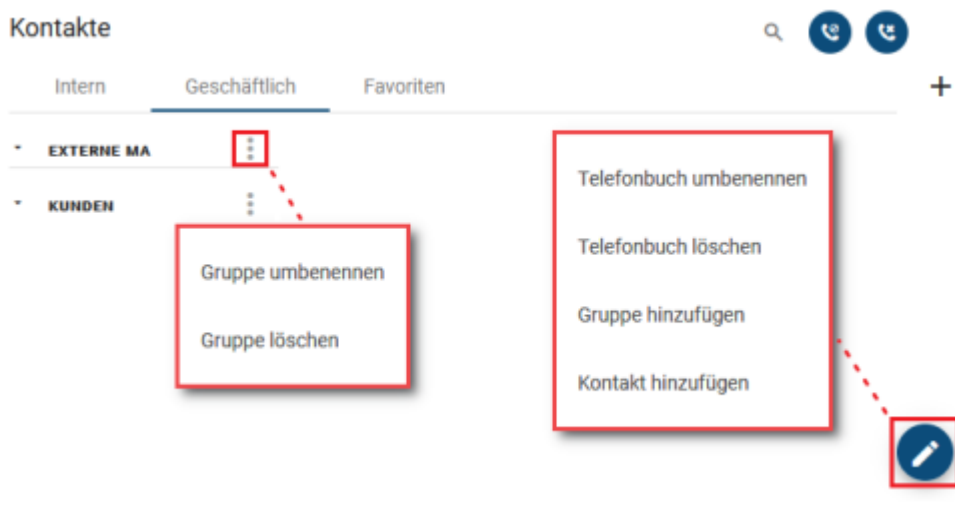 Kontakte
Intern Geschäftlich Favoriten
EXTERNE MA
KUNDEN
Gruppe umbenennen
Gruppe löschen
Telefonbuch umbenennen
Telefonbuch löschen
Gruppe hinzufügen
Kontakt hinzufügen